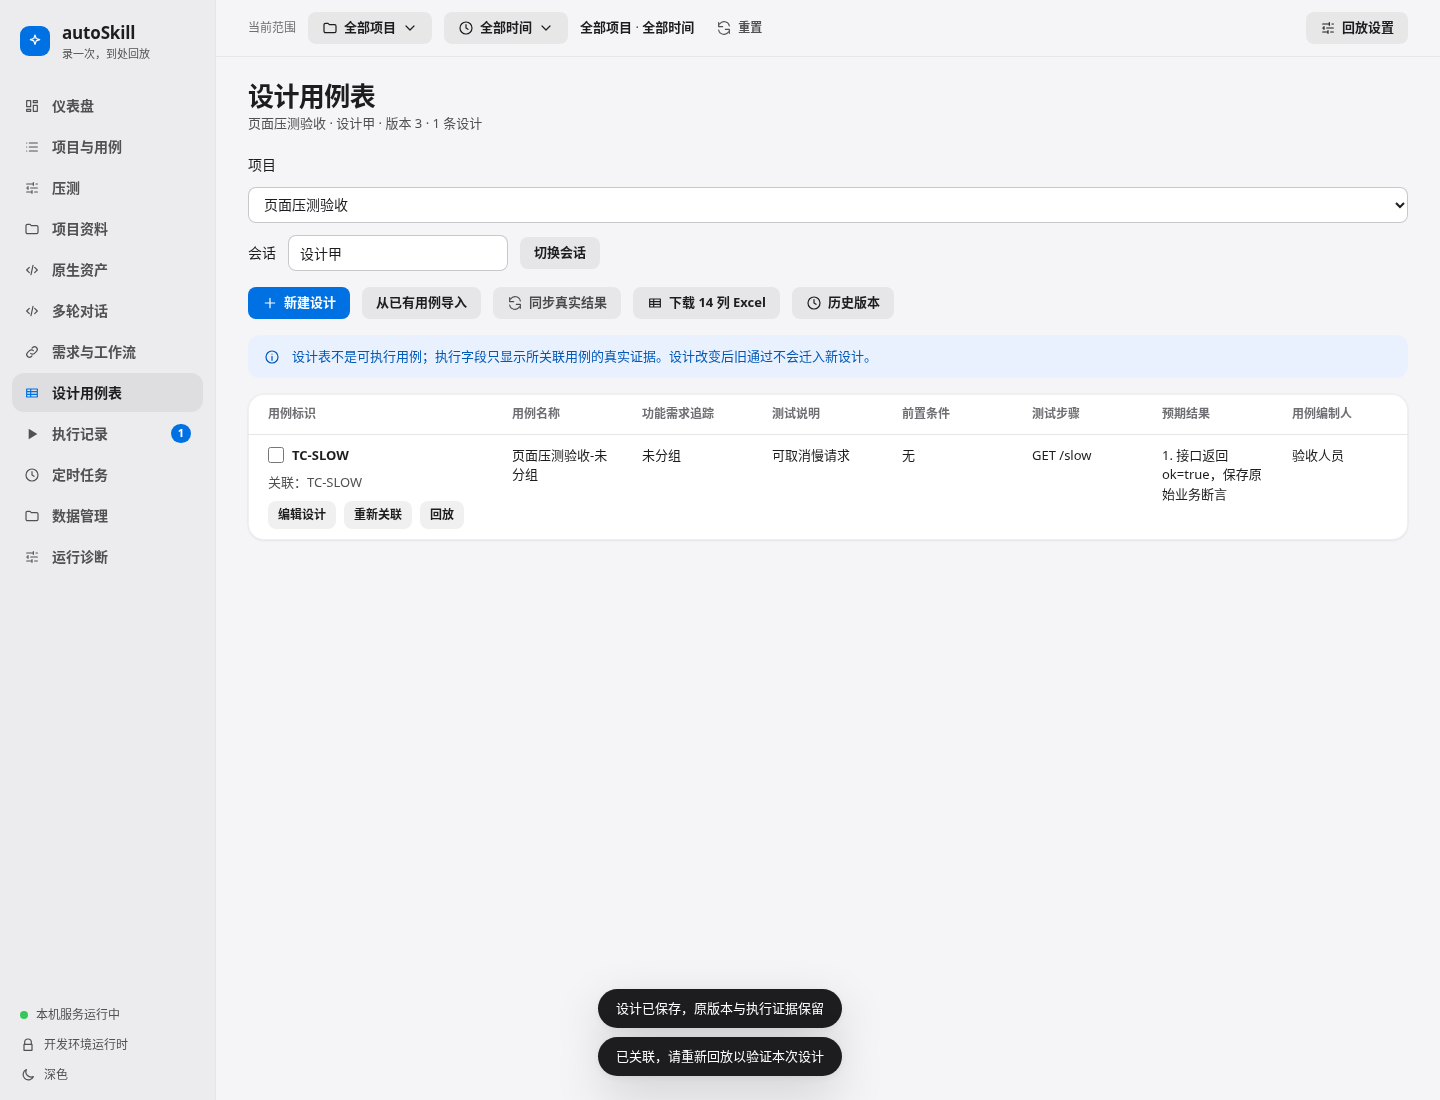 autoSkill
录一次，到处回放
仪表盘
项目与用例
压测
项目资料
原生资产
多轮对话
需求与工作流
设计用例表
执行记录 1
定时任务
数据管理
运行诊断
本机服务运行中
开发环境运行时
深色
当前范围 全部项目 全部时间 全部项目 · 全部时间 重置 回放设置
设计用例表
页面压测验收 · 设计甲 · 版本 3 · 1 条设计
项目
页面压测验收
会话 设计甲 切换会话
新建设计 从已有用例导入 同步真实结果 下载 14 列 Excel 历史版本
设计表不是可执行用例；执行字段只显示所关联用例的真实证据。设计改变后旧通过不会迁入新设计。
用例标识 用例名称 功能需求追踪 测试说明 前置条件 测试步骤 预期结果 用例编制人
TC-SLOW 页面压测验收-未 未分组 可取消慢请求 无 GET /slow 1. 接口返回 验收人员
分组 ok=true，保存原
关联：TC-SLOW 始业务断言
编辑设计 重新关联 回放
设计已保存，原版本与执行证据保留
已关联，请重新回放以验证本次设计